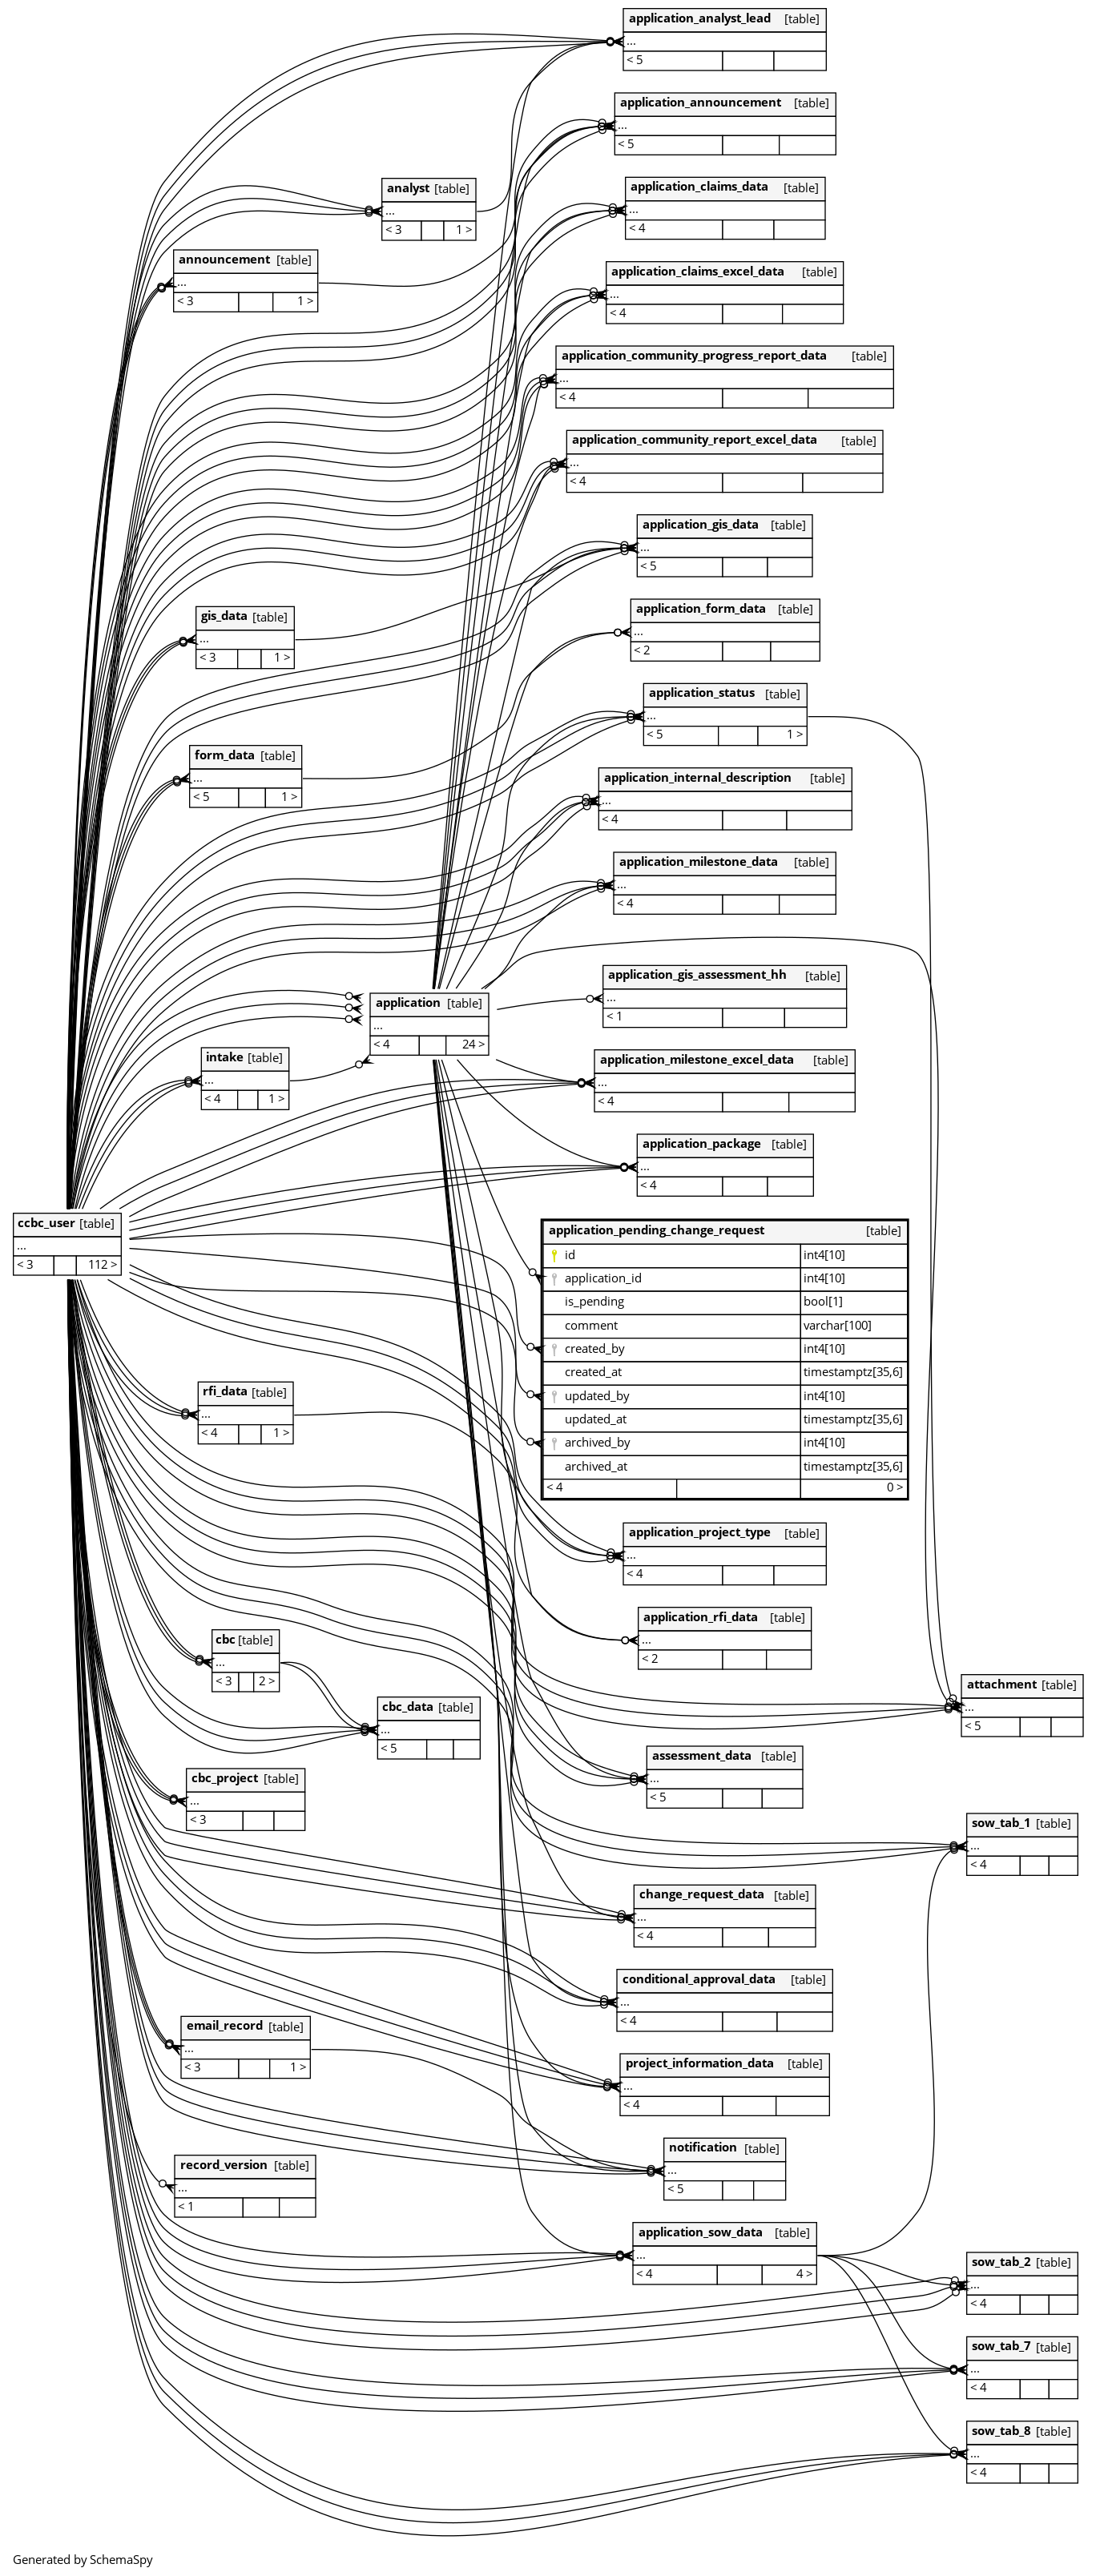 application_analyst_lead [table]
...
< 5
application_announcement [table]
...
< 5
analyst [table]
...
< 3 1 >
application_claims_data [table]
...
< 4
announcement [table]
...
< 3 1 >
application_claims_excel_data [table]
...
< 4
application_community_progress_report_data [table]
...
< 4
application_community_report_excel_data [table]
...
< 4
application_gis_data [table]
...
< 5
gis_data [table]
...
< 3 1 >
application_form_data [table]
...
< 2
application_status [table]
...
< 5 1 >
form_data [table]
...
< 5 1 >
application_internal_description [table]
...
< 4
application_milestone_data [table]
...
< 4
application_gis_assessment_hh [table]
...
< 1
application [table]
...
< 4 24 >
intake [table]
...
< 4 1 >
application_milestone_excel_data [table]
...
< 4
application_package [table]
...
< 4
ccbc_user [table]
...
< 3 112 >
application_pending_change_request [table]
id int4[10]
application_id int4[10]
is_pending bool[1]
comment varchar[100]
created_by int4[10]
created_at timestamptz[35,6]
updated_by int4[10]
updated_at timestamptz[35,6]
archived_by int4[10]
archived_at timestamptz[35,6]
< 4 0 >
rfi_data [table]
...
< 4 1 >
application_project_type [table]
...
< 4
application_rfi_data [table]
...
< 2
cbc [table]
...
< 3 2 >
attachment [table]
...
< 5
cbc_data [table]
...
< 5
assessment_data [table]
...
< 5
cbc_project [table]
...
< 3
sow_tab_1 [table]
...
< 4
change_request_data [table]
...
< 4
conditional_approval_data [table]
...
< 4
email_record [table]
...
< 3 1 >
project_information_data [table]
...
< 4
notification [table]
...
< 5
record_version [table]
...
< 1
application_sow_data [table]
...
< 4 4 >
sow_tab_2 [table]
...
< 4
sow_tab_7 [table]
...
< 4
sow_tab_8 [table]
...
< 4
Generated by SchemaSpy